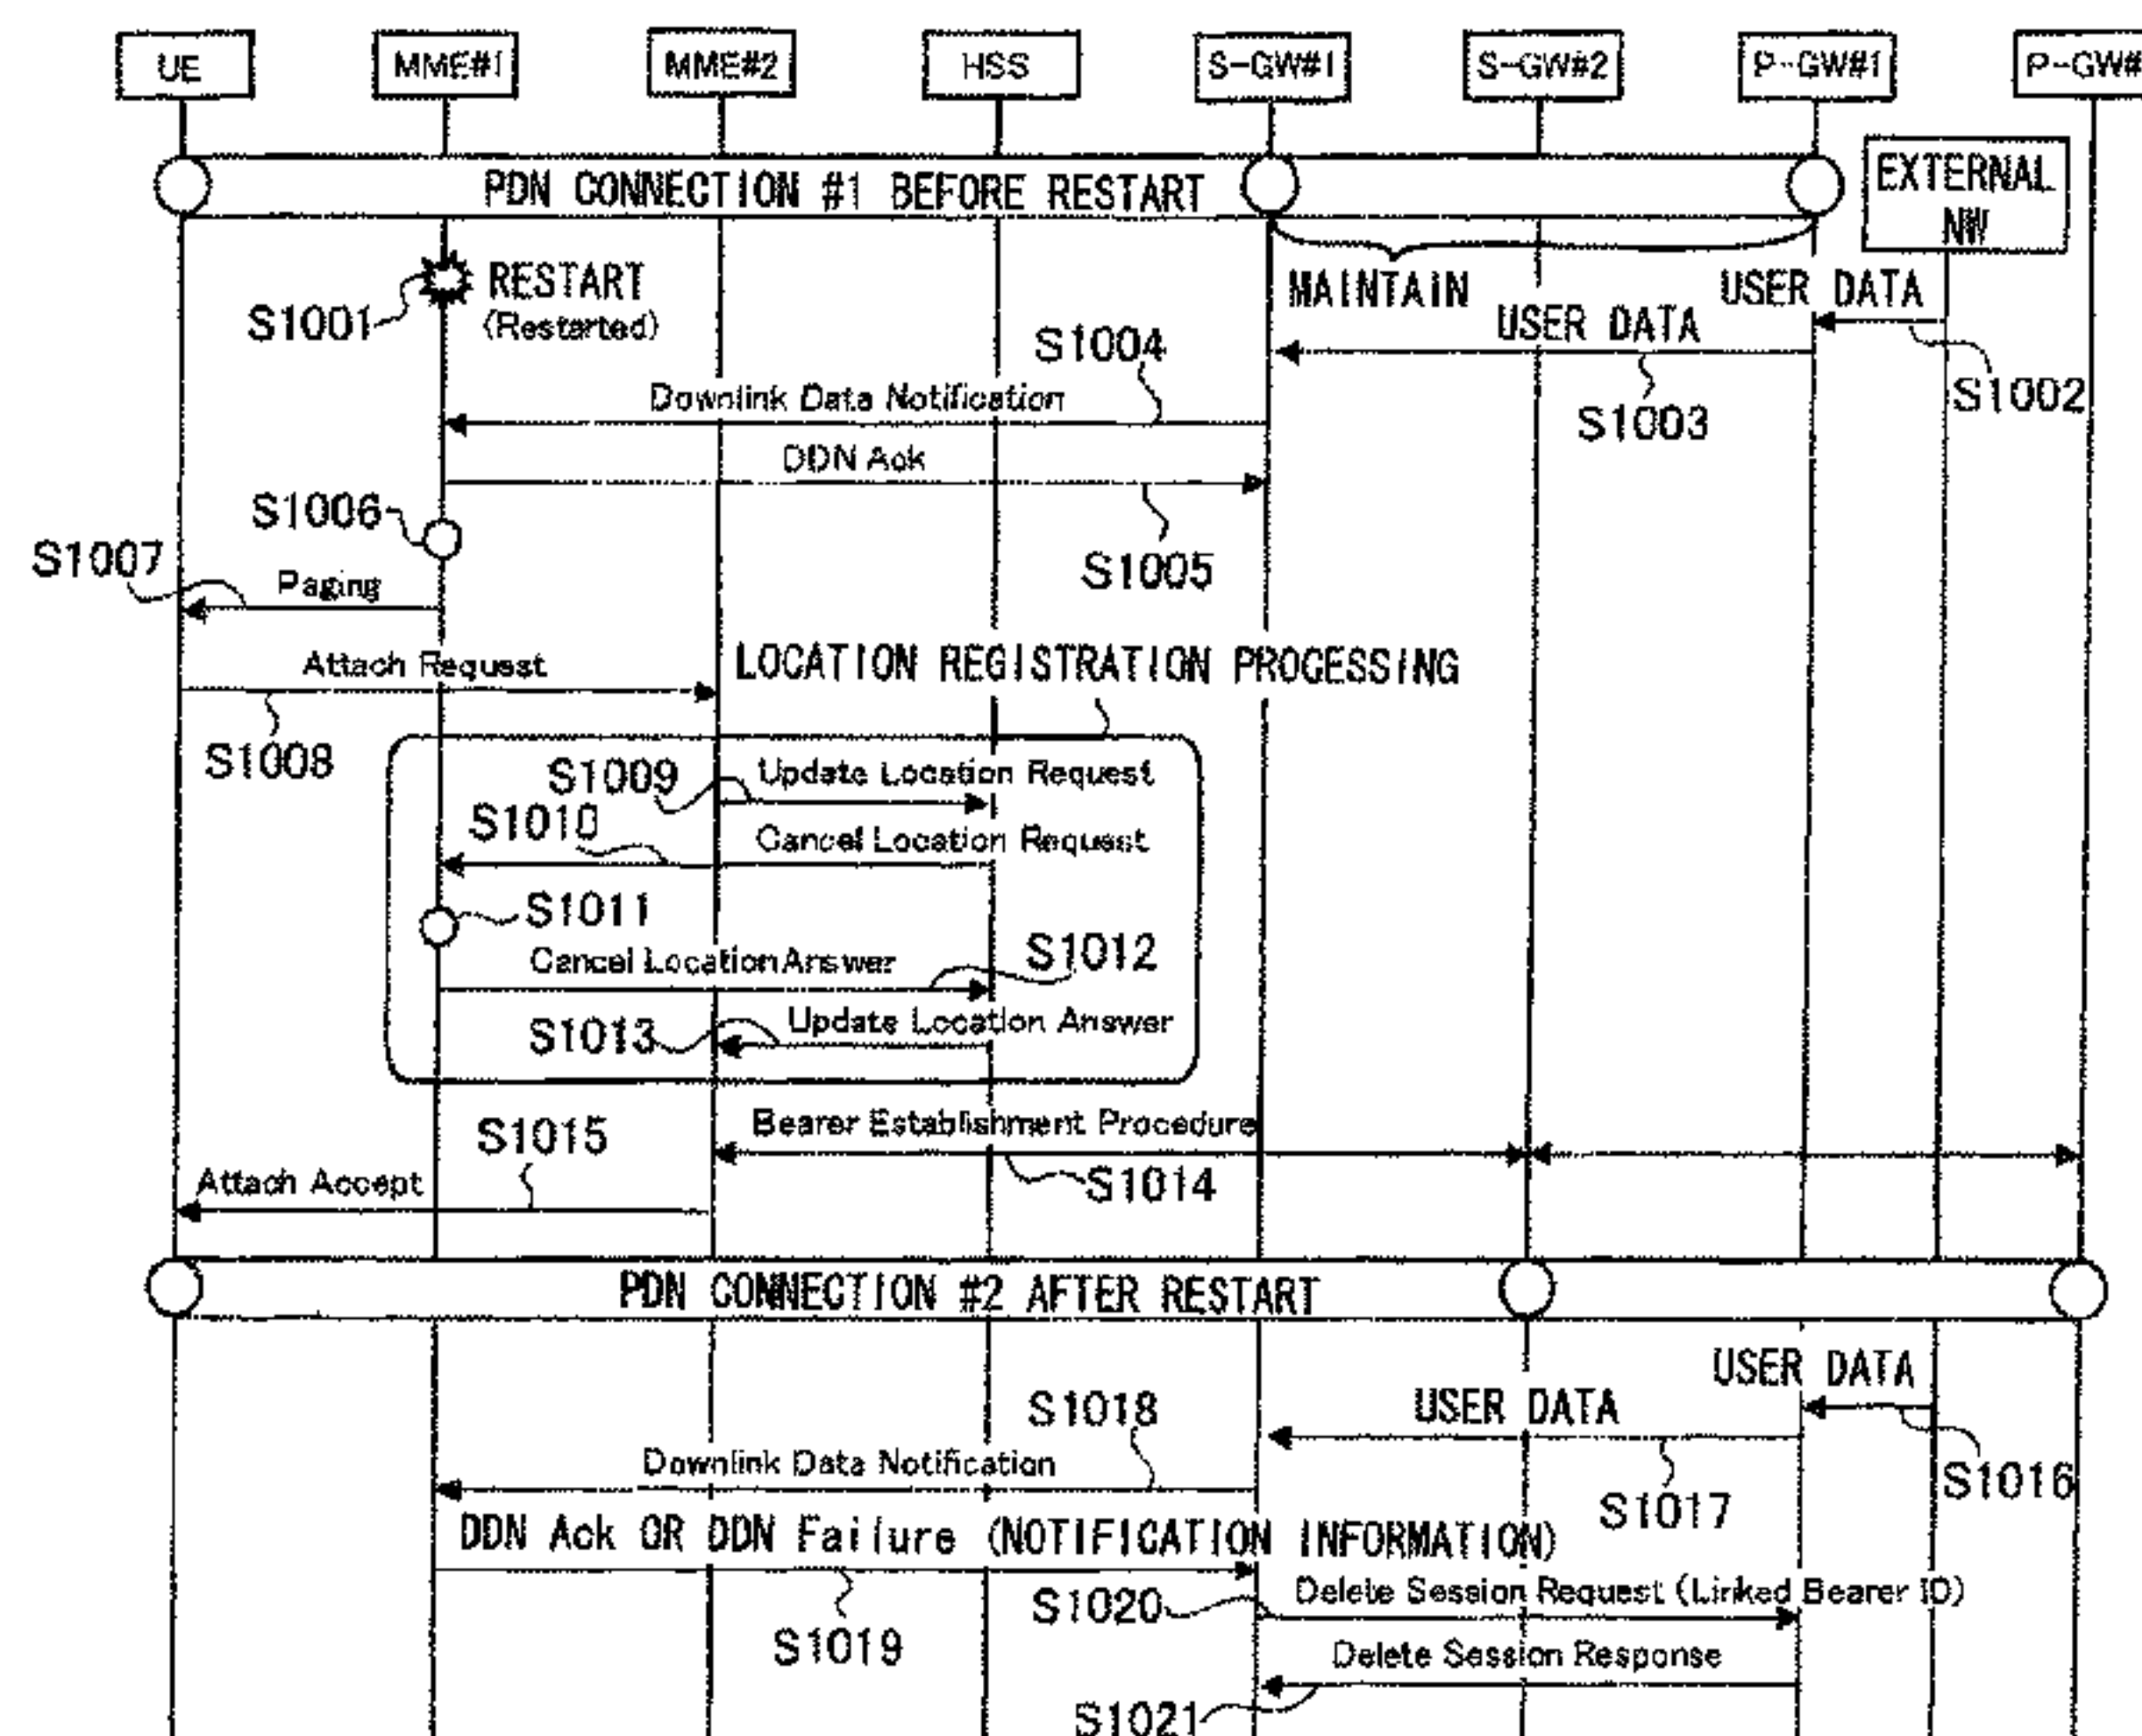 UE
MME#1
MME#2
HSS
S-GW#1
S-GW#2
P-GW#1
P-GW#
PDN CONNECTION #1 BEFORE RESTART
EXTERNAL
NW
RESTART
(Restarted)
S1001
MAINTAIN
USER DATA
USER DATA
S1002
S1003
S1004
Downlink Data Notification
DDN Ack
S1005
S1006
S1007
Paging
Attach Request
S1008
LOCATION REGISTRATION PROCESSING
S1009
Update Location Request
S1010
Cancel Location Request
S1011
Cancel Location Answer
S1012
S1013
Update Location Answer
Bearer Establishment Procedure
S1014
S1015
Attach Accept
PDN CONNECTION #2 AFTER RESTART
USER DATA
USER DATA
S1016
S1017
S1018
Downlink Data Notification
DDN Ack OR DDN Failure (NOTIFICATION INFORMATION)
S1019
S1020
Delete Session Request (Linked Bearer ID)
Delete Session Response
S1021